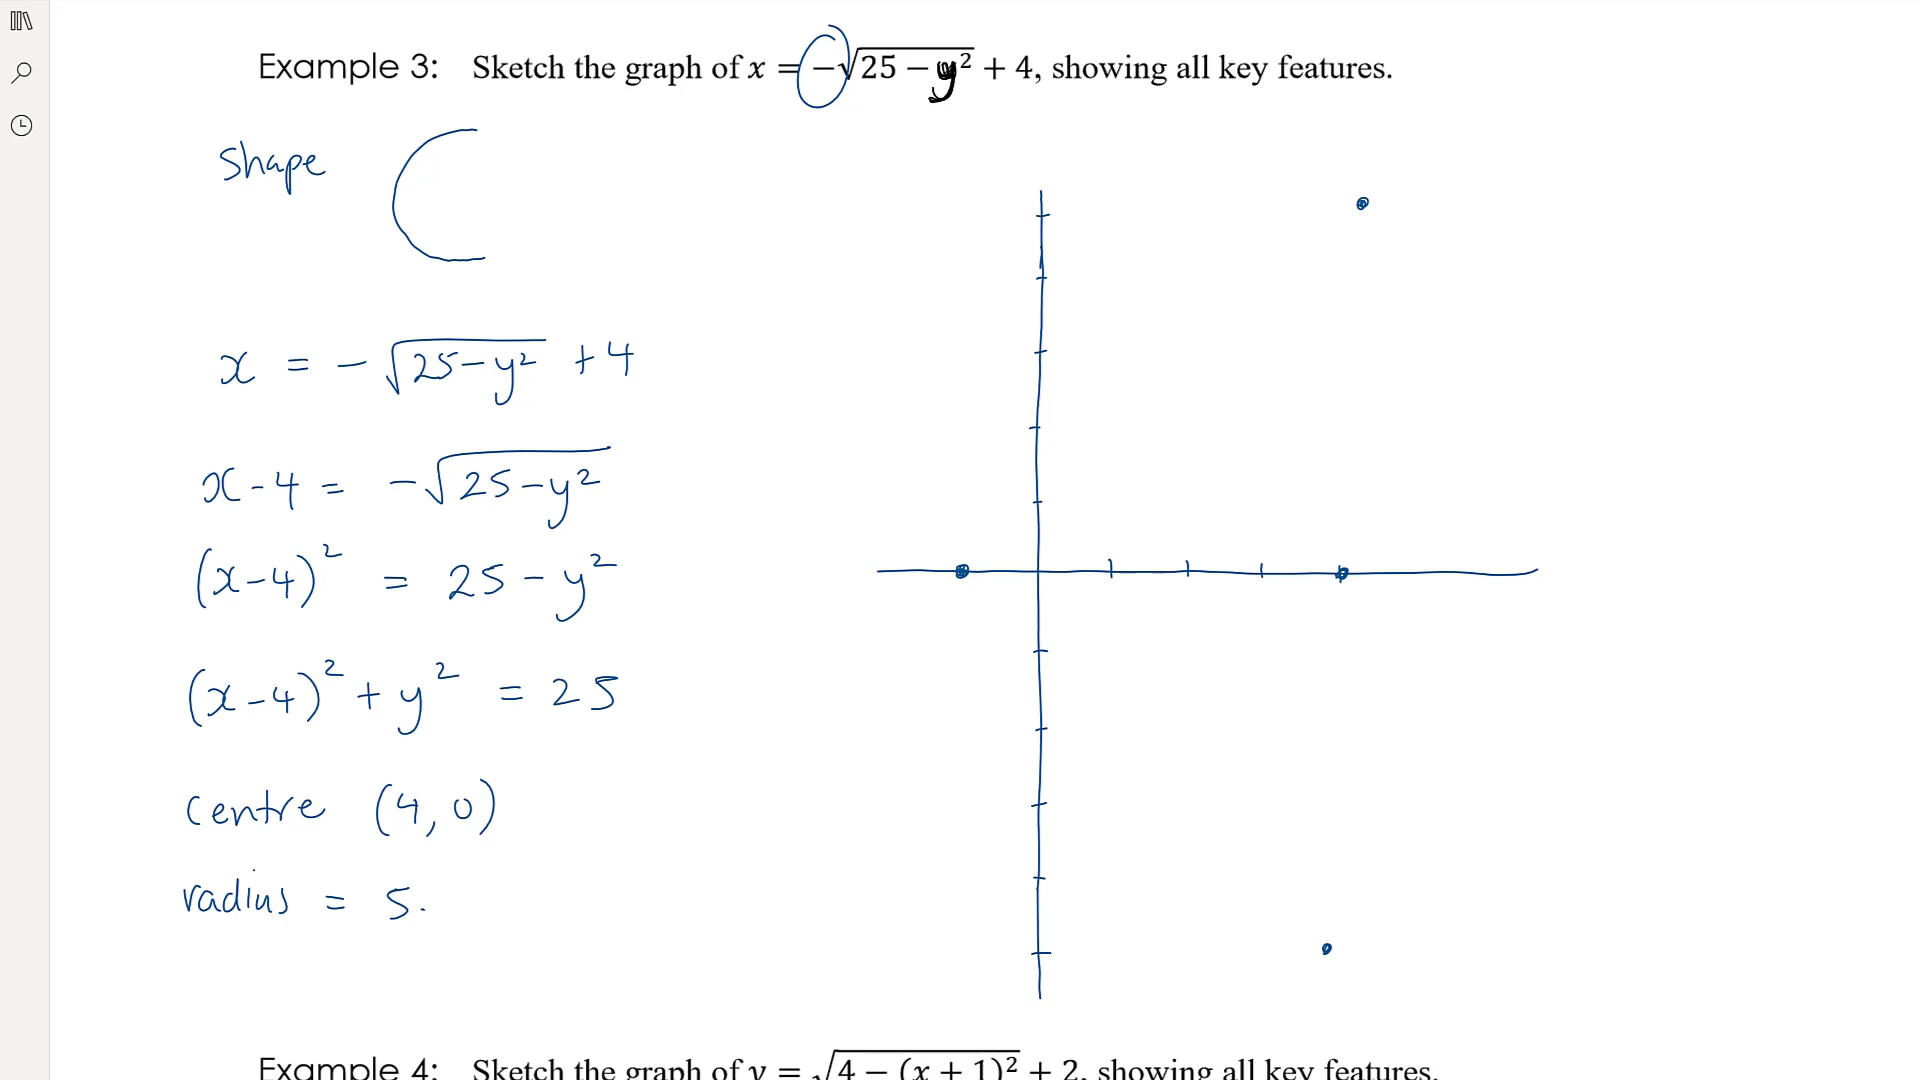 Example 3: Sketch the graph of x = −√25 − y² + 4, showing all key features.
Shape
x = − √25−y² +4
x−4 = −√25−y²
(x−4)² = 25 − y²
(x−4)² + y² = 25
centre (4, 0)
radius = 5.
Example 4: Sketch the graph of y = √4 − (x + 1)² + 2, showing all key features.